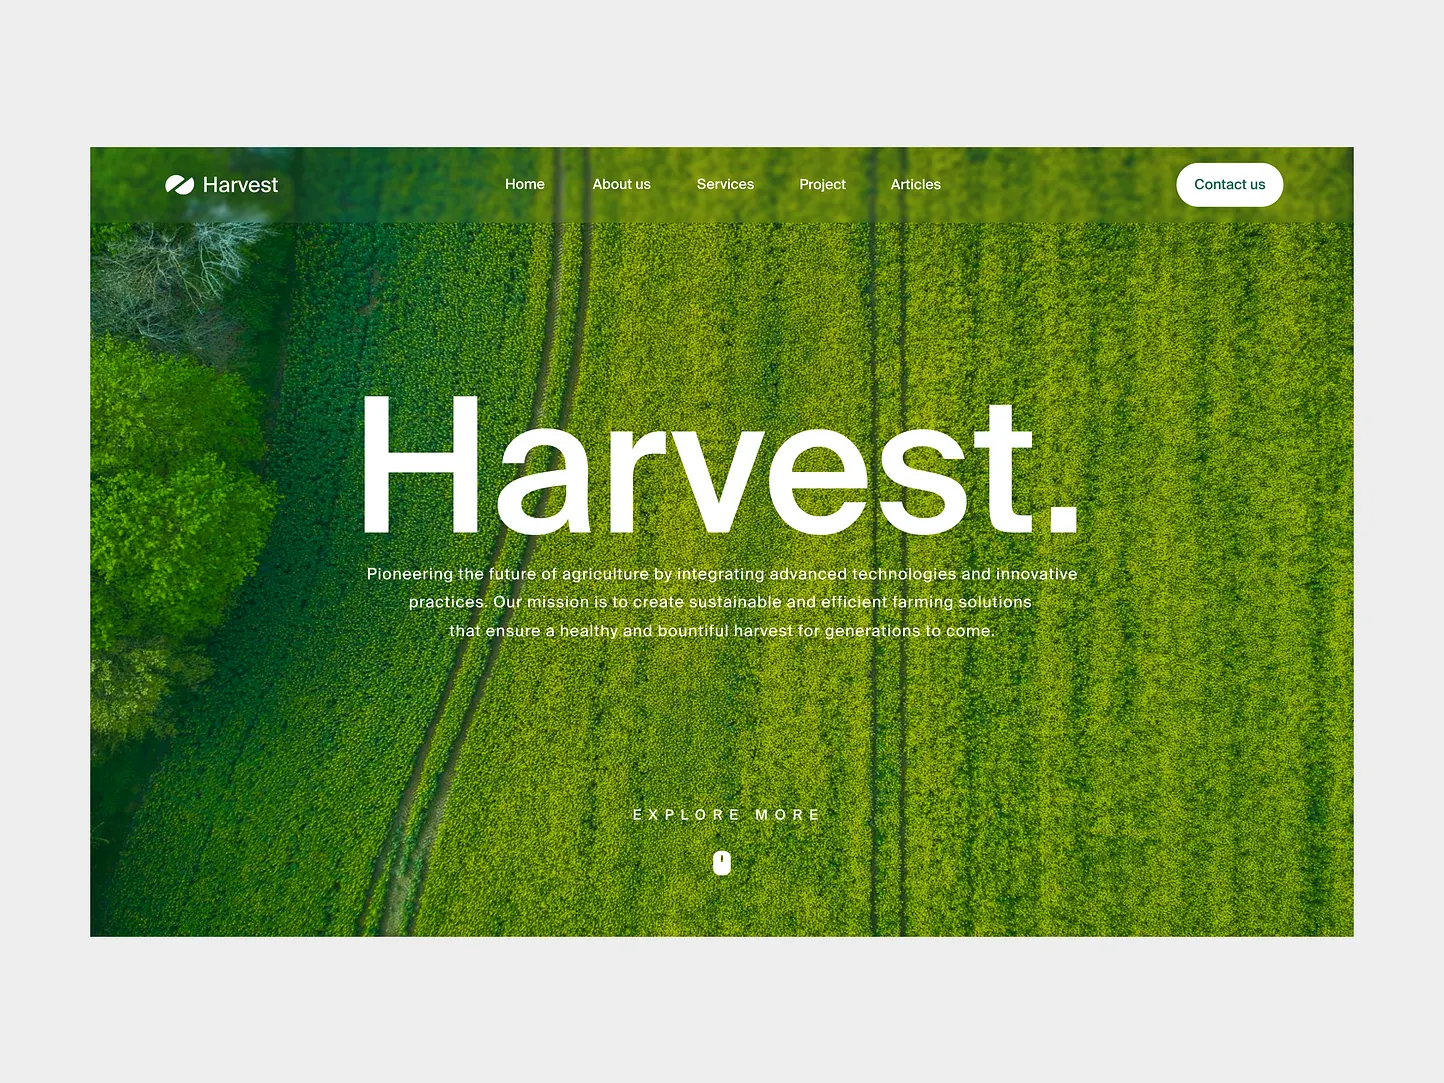 Harvest
Home
About us
Services
Project
Articles
Contact us
Harvest.
Pioneering the future of agriculture by integrating advanced technologies and innovative
practices. Our mission is to create sustainable and efficient farming solutions
that ensure a healthy and bountiful harvest for generations to come.
EXPLORE MORE